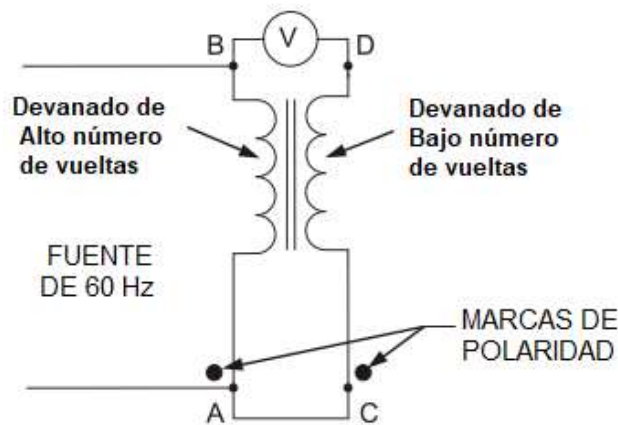 B
V
D
Devanado de
Alto número
de vueltas
Devanado de
Bajo número
de vueltas
FUENTE
DE 60 Hz
MARCAS DE
POLARIDAD
A
C